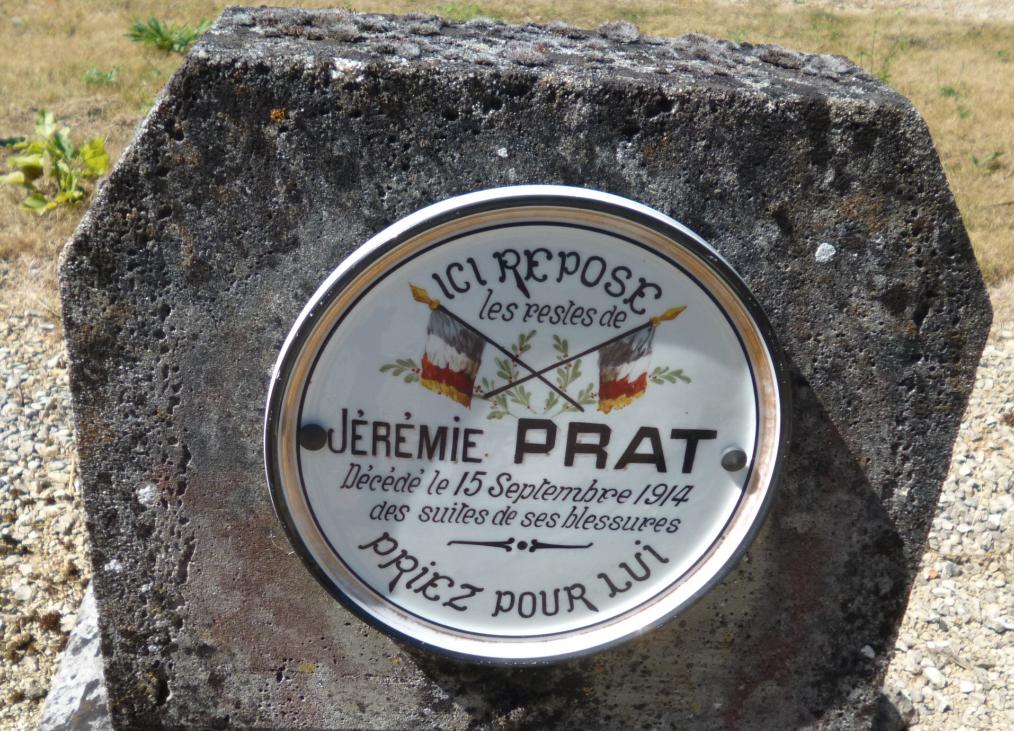 ICI REPOSE
les restes de
JÉRÉMIE PRAT
Décédé le 15 Septembre 1914
des suites de ses blessures
PRIEZ POUR LUI